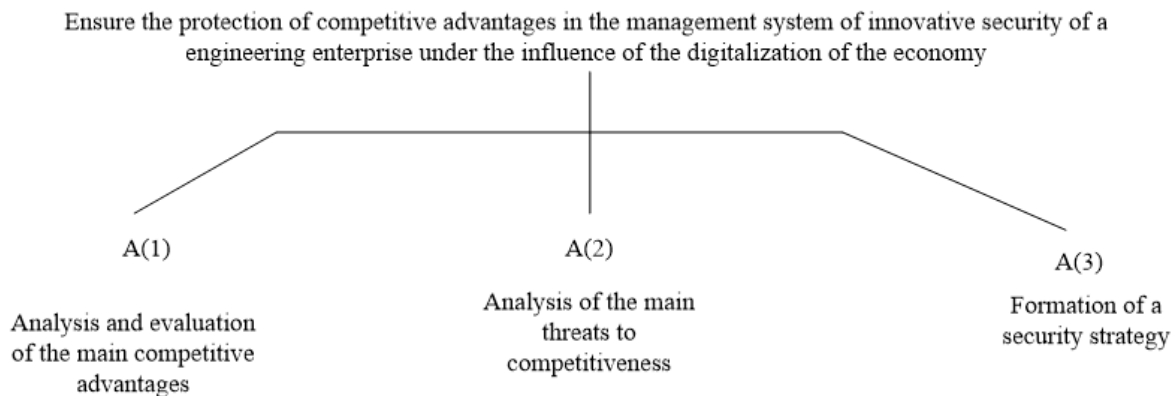 Ensure the protection of competitive advantages in the management system of innovative security of a
engineering enterprise under the influence of the digitalization of the economy
A(1)
Analysis and evaluation
of the main competitive
advantages
A(2)
Analysis of the main
threats to
competitiveness
A(3)
Formation of a
security strategy